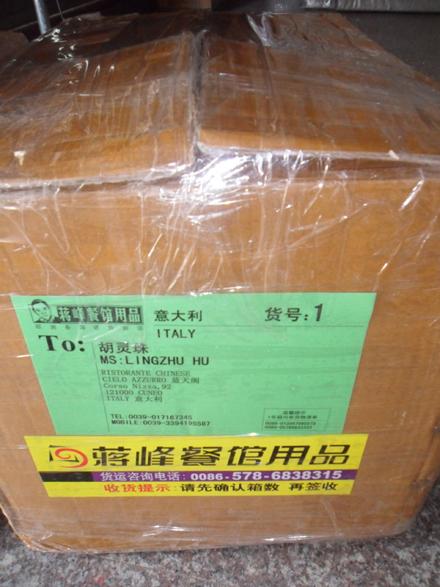 蒋峰餐馆用品
意大利 货号:1
ITALY
To: 胡灵珠
MS:LINGZHU HU
RISTORANTE CHINESE
CIELO AZZURRO 蓝天阁
Corso Nizza,92
121000 CUNEO
ITALY 意大利
TEL:0039-017167345
MOBILE:0039-3394195587
蒋峰餐馆用品
货运咨询电话: 0086-578-6838315
收货提示:请先确认箱数 再签收